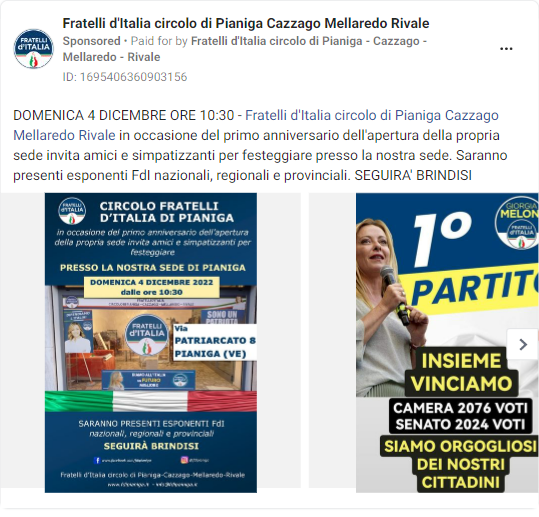 Fratelli d'Italia circolo di Pianiga Cazzago Mellaredo Rivale
Sponsored • Paid for by Fratelli d'Italia circolo di Pianiga - Cazzago -
Mellaredo - Rivale
ID: 1695406360903156
DOMENICA 4 DICEMBRE ORE 10:30 - Fratelli d'Italia circolo di Pianiga Cazzago
Mellaredo Rivale in occasione del primo anniversario dell'apertura della propria
sede invita amici e simpatizzanti per festeggiare presso la nostra sede. Saranno
presenti esponenti FdI nazionali, regionali e provinciali. SEGUIRA' BRINDISI
CIRCOLO FRATELLI
D'ITALIA DI PIANIGA
in occasione del primo anniversario dell'apertura
della propria sede invita amici e simpatizzanti per
festeggiare
PRESSO LA NOSTRA SEDE DI PIANIGA
DOMENICA 4 DICEMBRE 2022
dalle ore 10:30
SONO UN
PATRIOTA
FRATELLI
d'ITALIA
Via
PATRIARCATO 8
PIANIGA (VE)
SARANNO PRESENTI ESPONENTI FdI
nazionali, regionali e provinciali
SEGUIRÀ BRINDISI
Fratelli d'Italia circolo di Pianiga-Cazzago-Mellaredo-Rivale
GIORGIA
MELONI
FRATELLI
d'ITALIA
1º
PARTITO
INSIEME
VINCIAMO
CAMERA 2076 VOTI
SENATO 2024 VOTI
SIAMO ORGOGLIOSI
DEI NOSTRI
CITTADINI